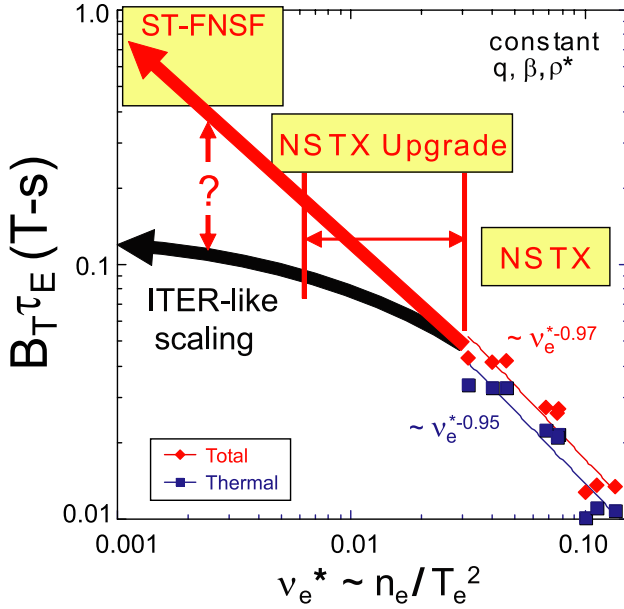 1.0
ST-FNSF
constant
q, β, ρ*
NSTX Upgrade
?
NSTX
0.1
ITER-like
scaling
~ νe*-0.97
~ νe*-0.95
Total
Thermal
0.01
0.001
0.01
0.10
νe* ~ ne/Te2
BTτE (T-s)